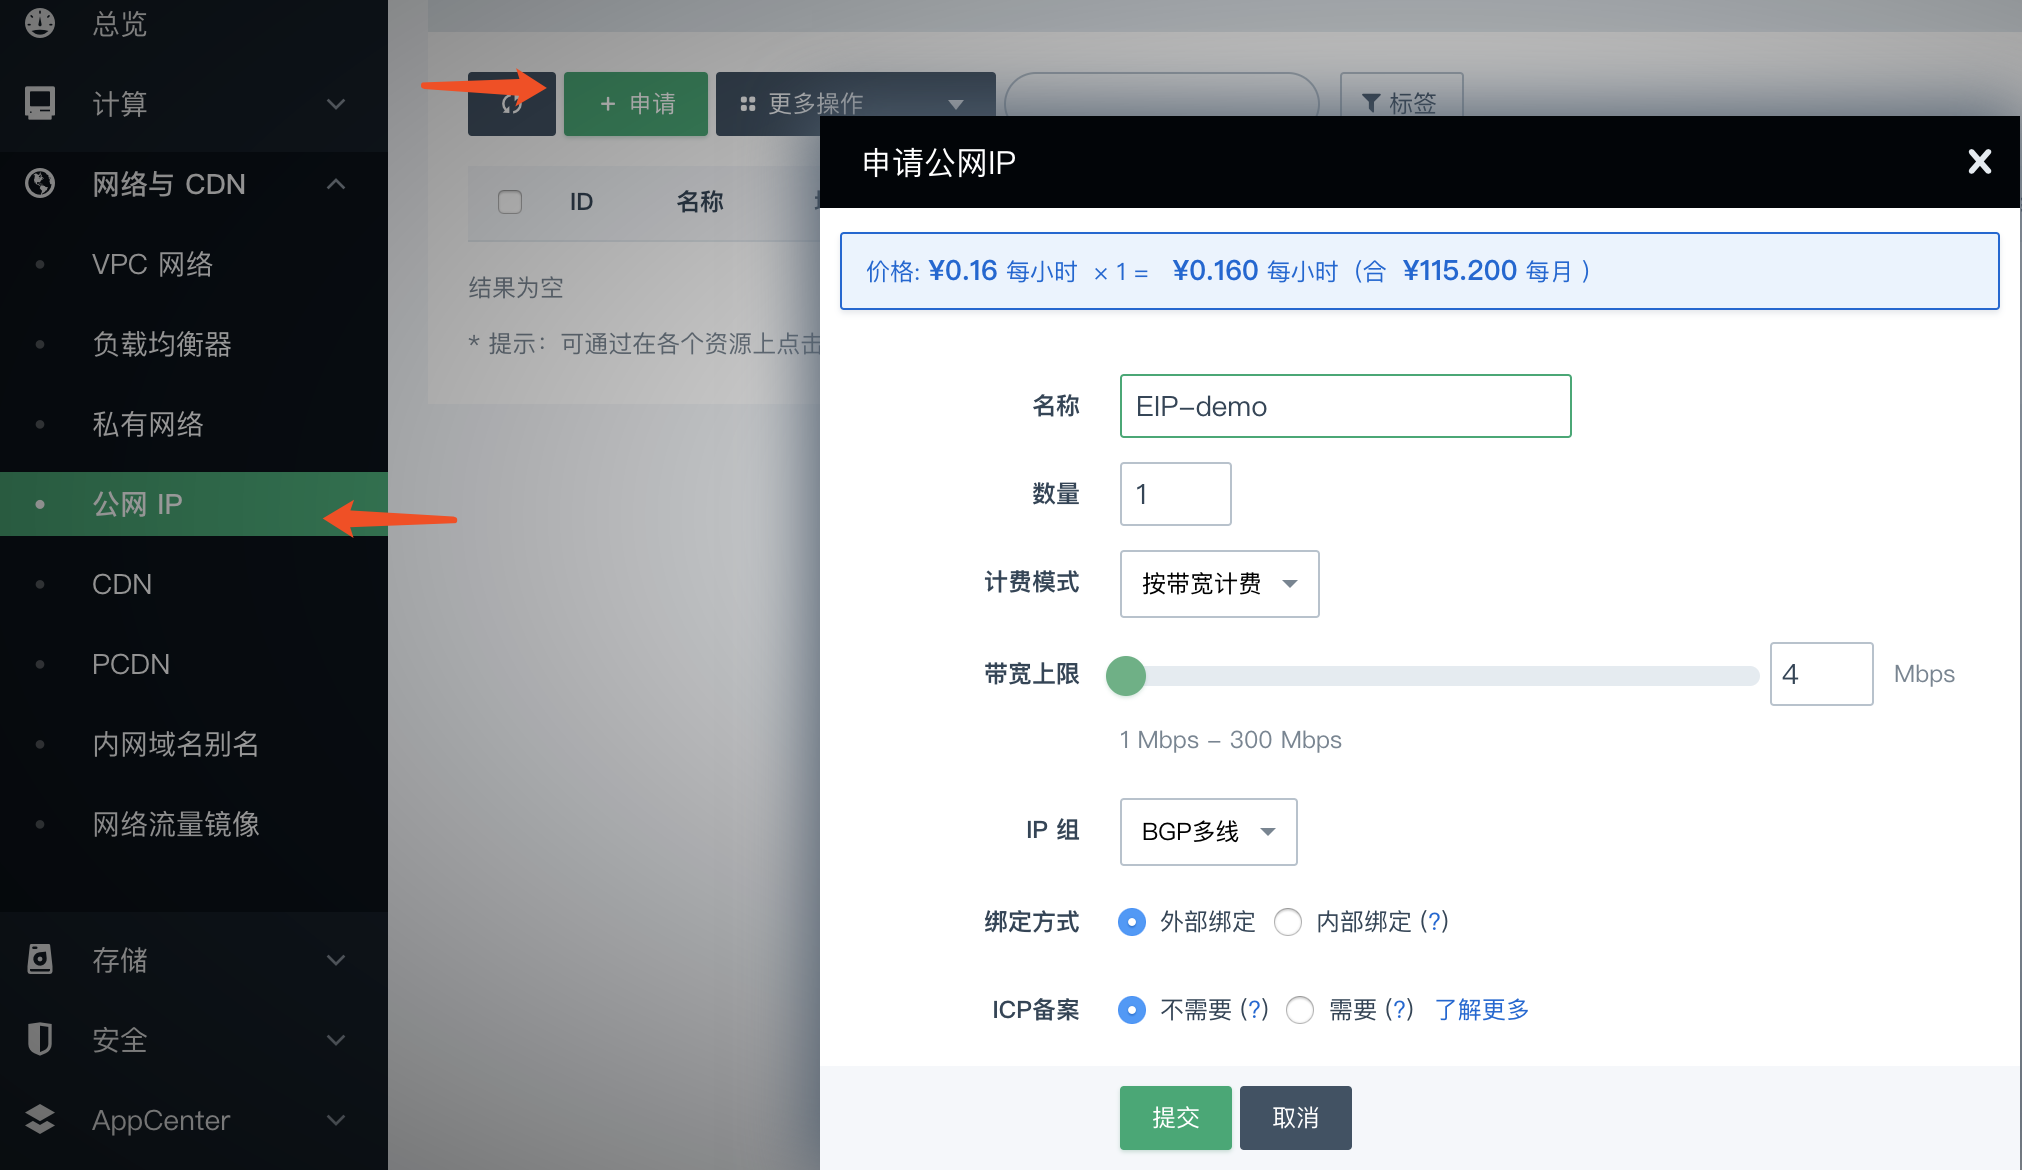 总览
计算
网络与 CDN
VPC 网络
负载均衡器
私有网络
公网 IP
CDN
PCDN
内网域名别名
网络流量镜像
存储
安全
AppCenter
+ 申请
更多操作
标签
ID 名称
结果为空
* 提示：可通过在各个资源上点击
申请公网IP
价格: ¥0.16 每小时 × 1 = ¥0.160 每小时 (合 ¥115.200 每月 )
名称 EIP-demo
数量 1
计费模式 按带宽计费
带宽上限 4 Mbps
1 Mbps – 300 Mbps
IP 组 BGP多线
绑定方式 外部绑定 内部绑定 (?)
ICP备案 不需要 (?) 需要 (?) 了解更多
提交 取消